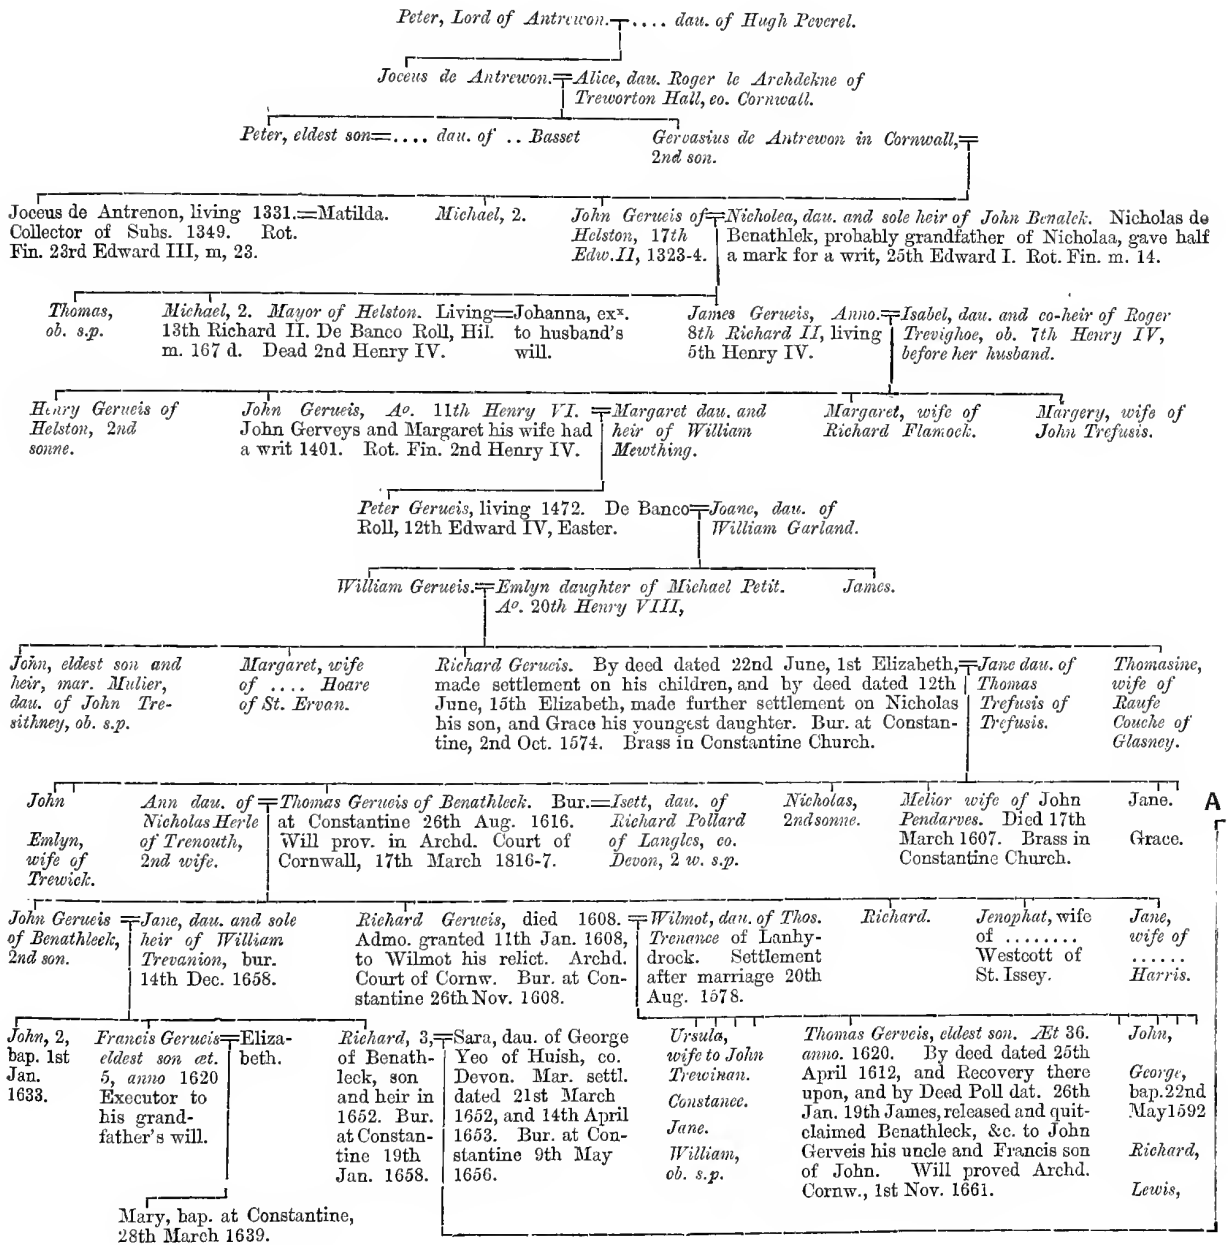 Peter, Lord of Antrewon. .... dau. of Hugh Peverel.
Joceus de Antrewon. = Alice, dau. Roger le Archdekne of
Treworton Hall, co. Cornwall.
Peter, eldest son=.... dau. of .. Basset
Gervasius de Antrewon in Cornwall, =
2nd son.
Joceus de Antrenon, living 1331.=Matilda.
Collector of Subs. 1349. Rot.
Fin. 23rd Edward III, m, 23.
Michael, 2.
John Gerueis of
Helston, 17th
Edw. II, 1323-4.
= Nicholea, dau. and sole heir of John Benalek. Nicholas de
Benathlek, probably grandfather of Nicholaa, gave half
a mark for a writ, 25th Edward I. Rot. Fin. m. 14.
Thomas,
ob. s.p.
Michael, 2. Mayor of Helston. Living
13th Richard II. De Banco Roll, Hil.
m. 167 d. Dead 2nd Henry IV.
=Johanna, exˣ.
to husband's
will.
James Gerueis, Anno.
8th Richard II, living
5th Henry IV.
= Isabel, dau. and co-heir of Roger
Trevighoe, ob. 7th Henry IV,
before her husband.
Henry Gerueis of
Helston, 2nd
sonne.
John Gerueis, Aº. 11th Henry VI.
John Gerveys and Margaret his wife had
a writ 1401. Rot. Fin. 2nd Henry IV.
= Margaret dau. and
heir of William
Mewthing.
Margaret, wife of
Richard Flamock.
Margery, wife of
John Trefusis.
Peter Gerueis, living 1472. De Banco
Roll, 12th Edward IV, Easter.
= Joane, dau. of
William Garland.
William Gerueis. = Emlyn daughter of Michael Petit.
Aº. 20th Henry VIII,
James.
John, eldest son and
heir, mar. Mulier,
dau. of John Tre-
sithney, ob. s.p.
Margaret, wife
of .... Hoare
of St. Ervan.
Richard Gerueis. By deed dated 22nd June, 1st Elizabeth,
made settlement on his children, and by deed dated 12th
June, 15th Elizabeth, made further settlement on Nicholas
his son, and Grace his youngest daughter. Bur. at Constan-
tine, 2nd Oct. 1574. Brass in Constantine Church.
= Jane dau. of
Thomas
Trefusis of
Trefusis.
Thomasine,
wife of
Raufe
Couche of
Glasney.
John
Emlyn,
wife of
Trewick.
Ann dau. of
Nicholas Herle
of Trenouth,
2nd wife.
= Thomas Gerueis of Benathleck. Bur.
at Constantine 26th Aug. 1616.
Will prov. in Archd. Court of
Cornwall, 17th March 1816-7.
=Isett, dau. of
Richard Pollard
of Langles, co.
Devon, 2 w. s.p.
Nicholas,
2nd sonne.
Melior wife of John
Pendarves. Died 17th
March 1607. Brass in
Constantine Church.
Jane.
Grace.
A
John Gerueis
of Benathleck,
2nd son.
= Jane, dau. and sole
heir of William
Trevanion, bur.
14th Dec. 1658.
Richard Gerueis, died 1608.
Admo. granted 11th Jan. 1608,
to Wilmot his relict. Archd.
Court of Cornw. Bur. at Con-
stantine 26th Nov. 1608.
= Wilmot, dau. of Thos.
Trenance of Lanhy-
drock. Settlement
after marriage 20th
Aug. 1578.
Richard.
Jenophat, wife
of ........
Westcott of
St. Issey.
Jane,
wife of
......
Harris.
John, 2,
bap. 1st
Jan.
1633.
Francis Gerueis
eldest son æt.
5, anno 1620
Executor to
his grand-
father's will.
=Eliza-
beth.
Richard, 3,
of Benath-
leck, son
and heir in
1652. Bur.
at Constan-
tine 19th
Jan. 1658.
= Sara, dau. of George
Yeo of Huish, co.
Devon. Mar. settl.
dated 21st March
1652, and 14th April
1653. Bur. at Con-
stantine 9th May
1656.
Ursula,
wife to John
Trewinan.
Constance.
Jane.
William,
ob. s.p.
Thomas Gerveis, eldest son. Æt 36.
anno. 1620. By deed dated 25th
April 1612, and Recovery there
upon, and by Deed Poll dat. 26th
Jan. 19th James, released and quit-
claimed Benathleck, &c. to John
Gerveis his uncle and Francis son
of John. Will proved Archd.
Cornw., 1st Nov. 1661.
John,
George,
bap. 22nd
May 1592
Richard,
Lewis,
Mary, bap. at Constantine,
28th March 1639.